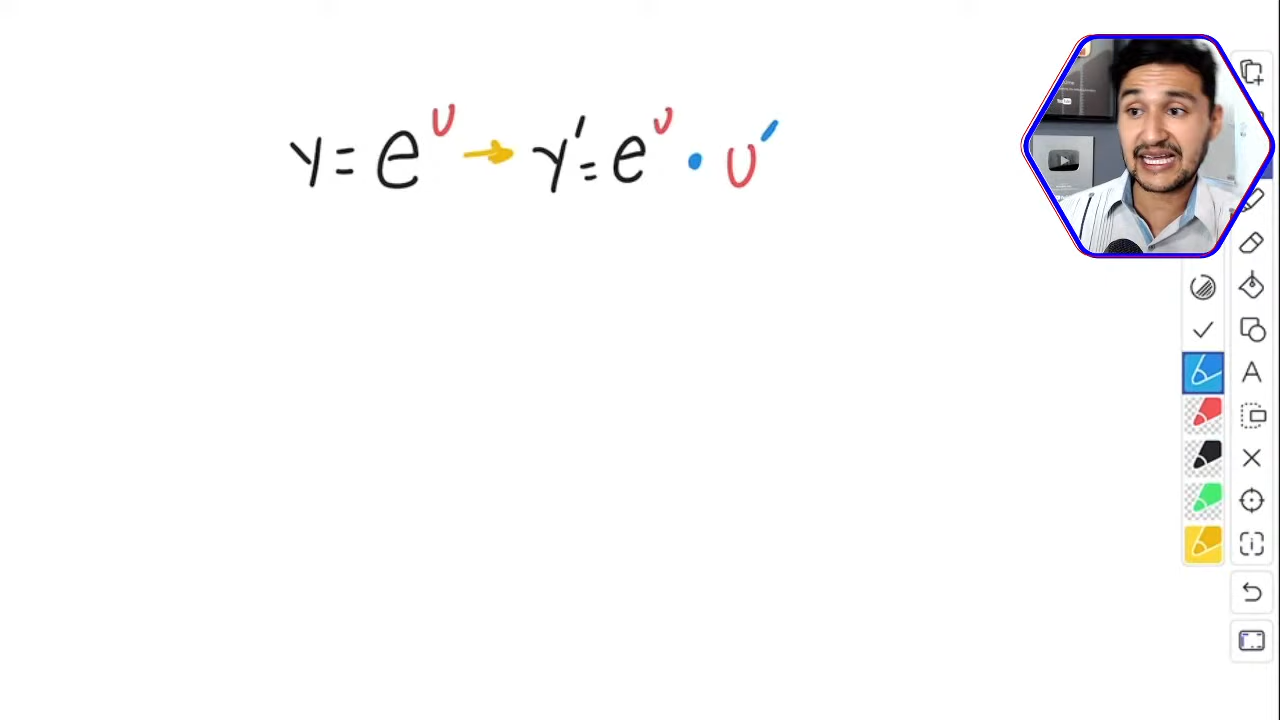 y = e^u → y' = e^u · u'